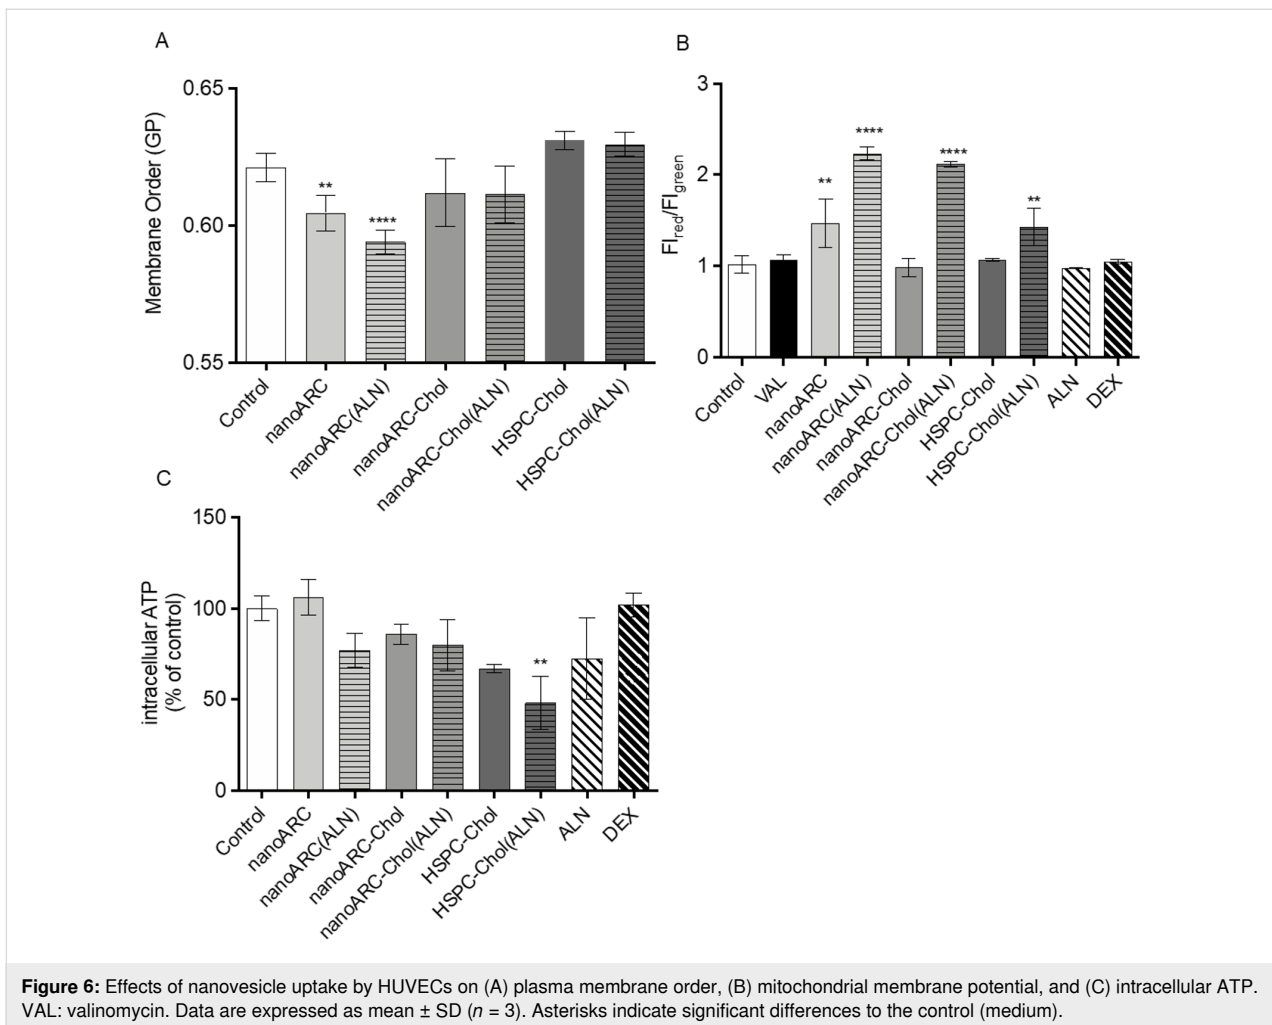 A
0.65
0.60
0.55
Membrane Order (GP)
**
****
Control
nanoARC
nanoARC(ALN)
nanoARC-Chol
nanoARC-Chol(ALN)
HSPC-Chol
HSPC-Chol(ALN)
B
3
2
1
0
FIred/FIgreen
**
****
****
**
Control
VAL
nanoARC
nanoARC(ALN)
nanoARC-Chol
nanoARC-Chol(ALN)
HSPC-Chol
HSPC-Chol(ALN)
ALN
DEX
C
150
100
50
0
intracellular ATP
(% of control)
**
Control
nanoARC
nanoARC(ALN)
nanoARC-Chol
nanoARC-Chol(ALN)
HSPC-Chol
HSPC-Chol(ALN)
ALN
DEX
Figure 6: Effects of nanovesicle uptake by HUVECs on (A) plasma membrane order, (B) mitochondrial membrane potential, and (C) intracellular ATP.
VAL: valinomycin. Data are expressed as mean ± SD (n = 3). Asterisks indicate significant differences to the control (medium).